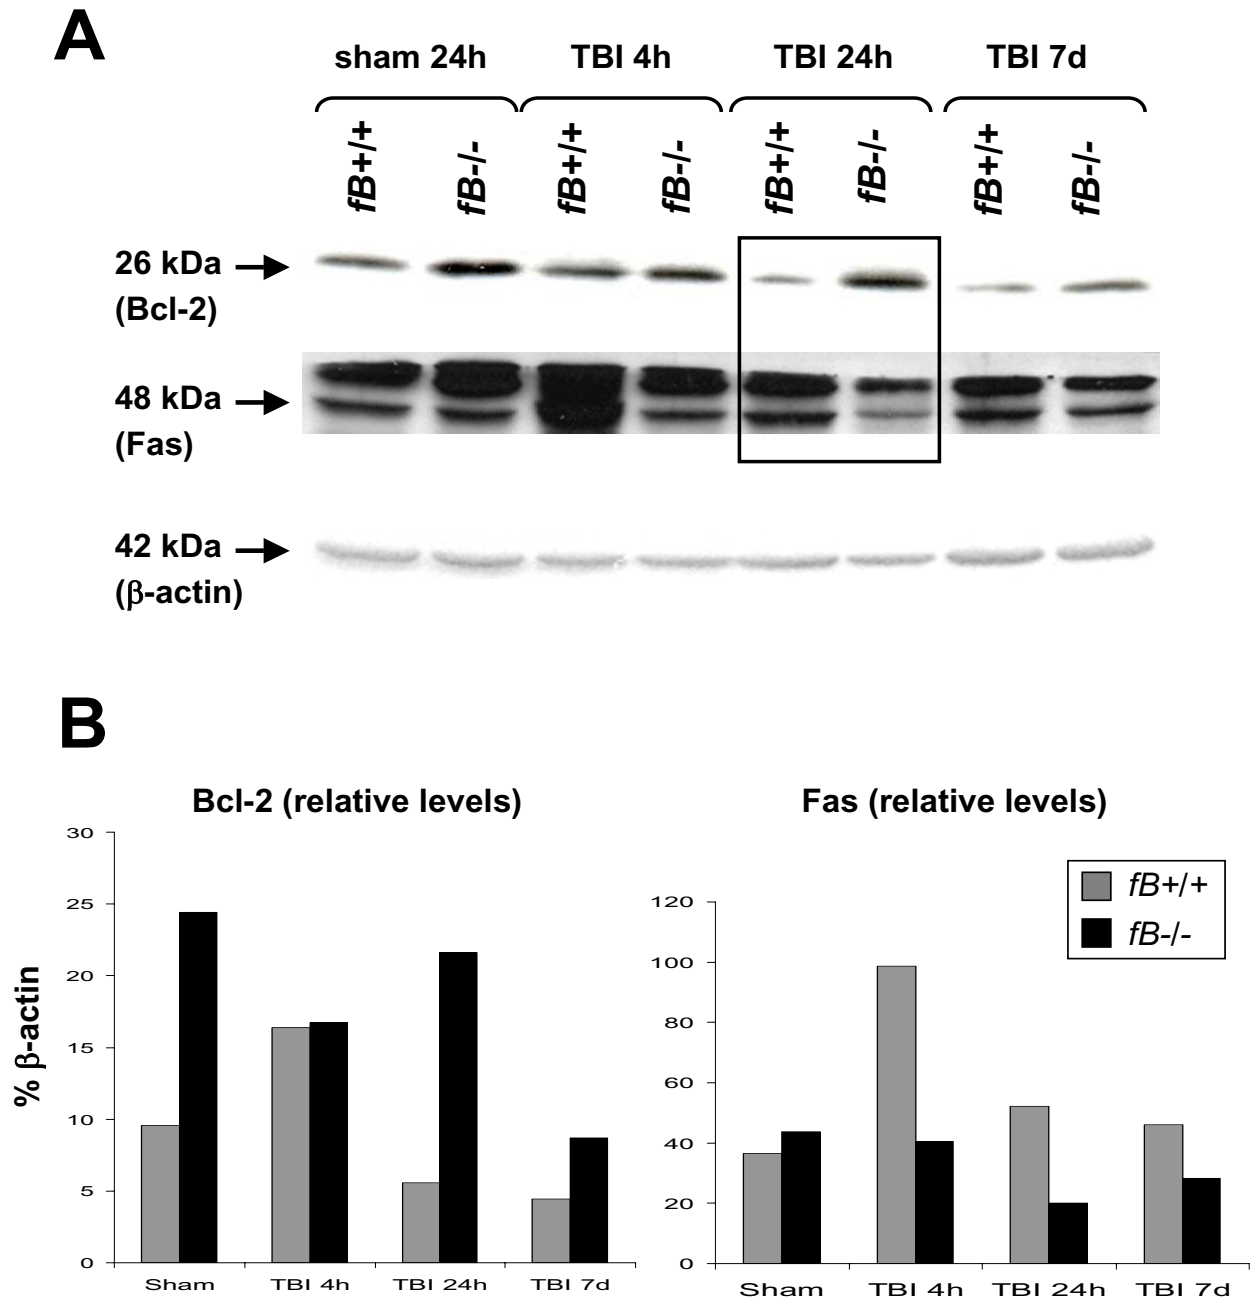 A
sham 24h TBI 4h TBI 24h TBI 7d
fB+/+ fB-/- fB+/+ fB-/- fB+/+ fB-/- fB+/+ fB-/-
26 kDa
(Bcl-2)
48 kDa
(Fas)
42 kDa
(β-actin)
B
Bcl-2 (relative levels)
% β-actin
30
25
20
15
10
5
0
Sham TBI 4h TBI 24h TBI 7d
Fas (relative levels)
fB+/+
fB-/-
120
100
80
60
40
20
0
Sham TBI 4h TBI 24h TBI 7d